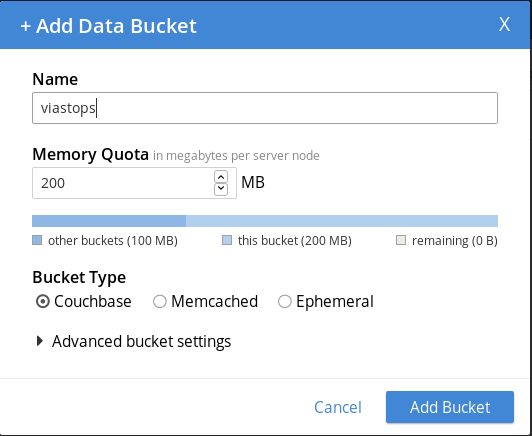 + Add Data Bucket X
Name
viastops
Memory Quota in megabytes per server node
200 MB
other buckets (100 MB) this bucket (200 MB) remaining (0 B)
Bucket Type
Couchbase Memcached Ephemeral
Advanced bucket settings
Cancel Add Bucket